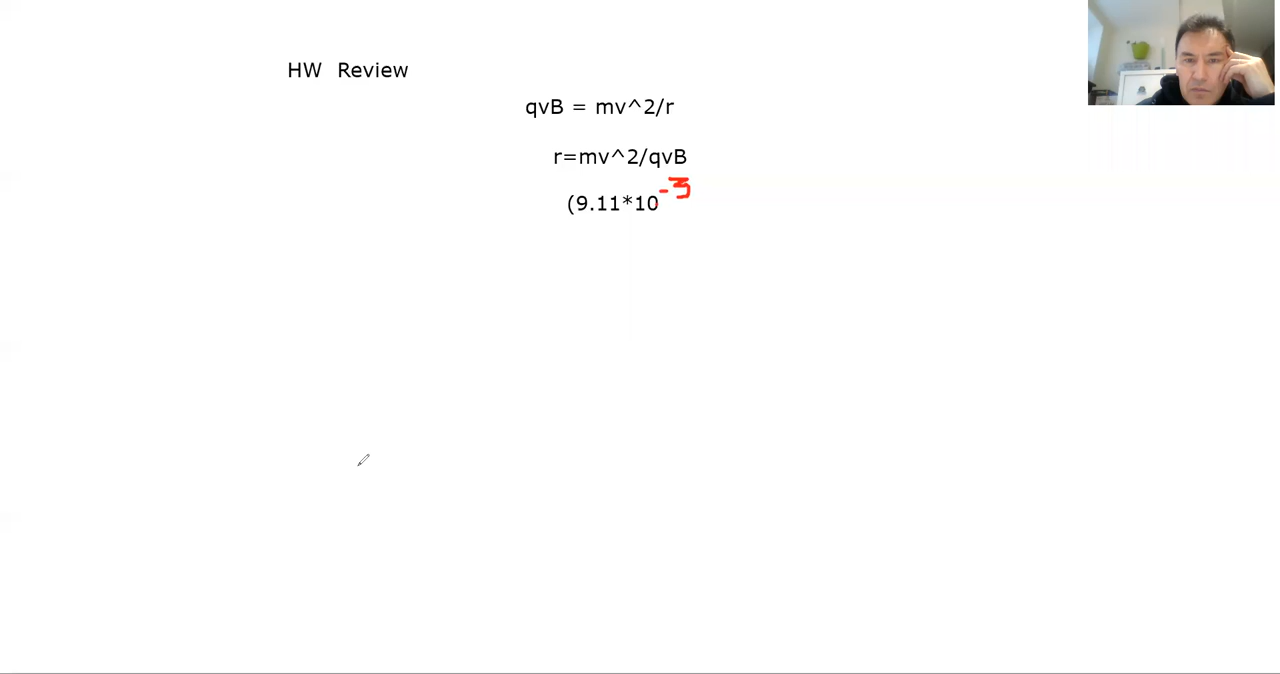 HW Review
qvB = mv^2/r
r=mv^2/qvB
(9.11*10-3